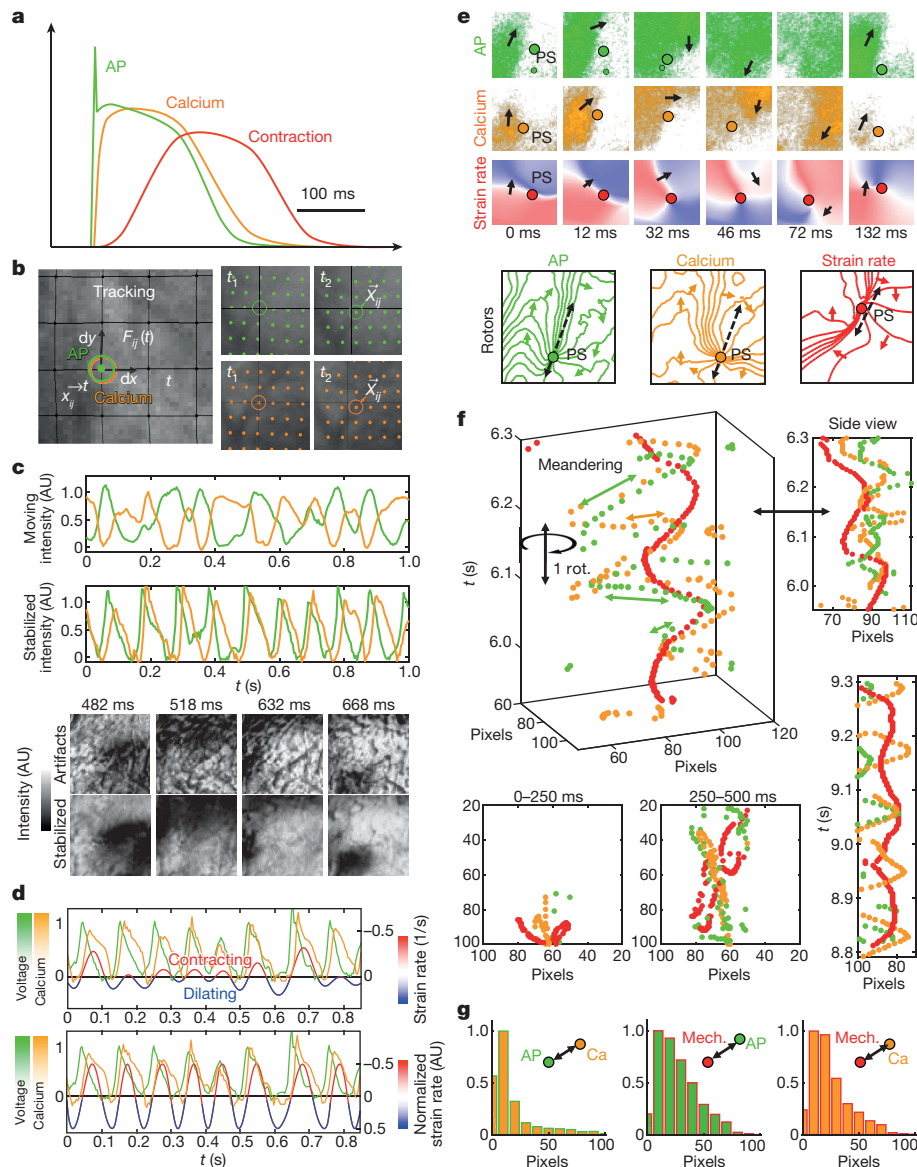 a
AP
Calcium
Contraction
100 ms
b
Tracking
dy
F_ij(t)
AP
dx
x_ij
t
t
Calcium
t₁
t₂
X_ij
t₁
t₂
X_ij
c
Moving intensity (AU)
1.0
0.5
0
0 0.2 0.4 0.6 0.8 1.0
Stabilized intensity (AU)
1.0
0.5
0
0 0.2 0.4 0.6 0.8 1.0
t (s)
482 ms 518 ms 632 ms 668 ms
Intensity (AU)
Artifacts
Stabilized
d
Voltage
Calcium
1
0
Contracting
Dilating
−0.5
0
Strain rate (1/s)
0 0.1 0.2 0.3 0.4 0.5 0.6 0.7 0.8
Voltage
Calcium
1
0
−0.5
0
0.5
Normalized strain rate (AU)
0 0.1 0.2 0.3 0.4 0.5 0.6 0.7 0.8
t (s)
e
AP
PS
Calcium
PS
Strain rate
PS
0 ms 12 ms 32 ms 46 ms 72 ms 132 ms
AP Calcium Strain rate
Rotors
PS
PS
PS
f
6.3
6.2
6.1
6.0
60
t (s)
Meandering
1 rot.
80
100
Pixels
60 80 100 120
Pixels
Side view
6.3
6.2
6.1
6.0
70 90 110
Pixels
9.3
9.2
9.1
9.0
8.9
8.8
t (s)
100 80
Pixels
0–250 ms
20
40
60
80
100
100 80 60 40 20
Pixels
250–500 ms
20
40
60
80
100
100 80 60 40 20
Pixels
g
1.0
0.5
0
AP
Ca
0 50 100
Pixels
1.0
0.5
0
Mech.
AP
0 50 100
Pixels
1.0
0.5
0
Mech.
Ca
0 50 100
Pixels